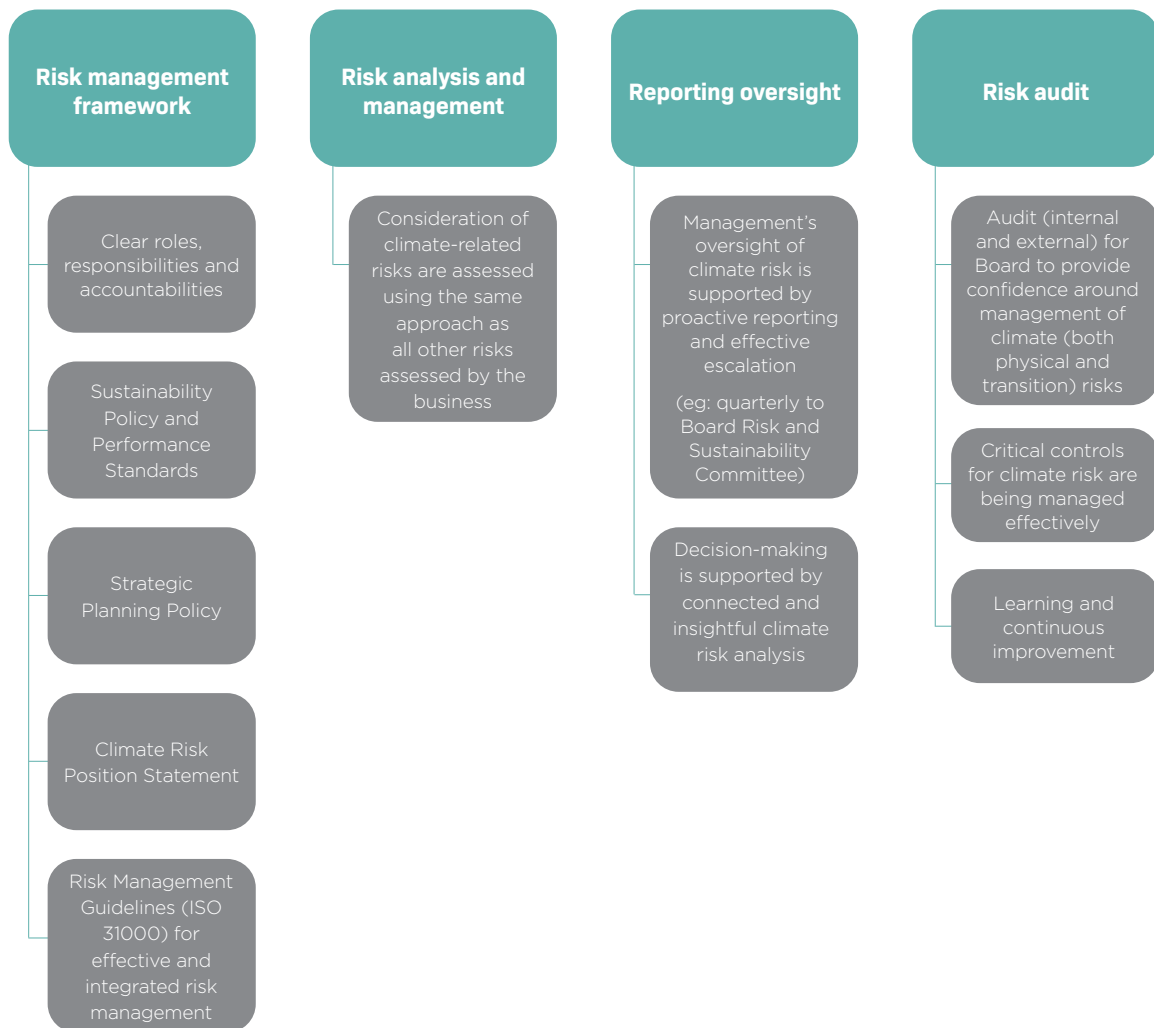 Risk management
framework
Clear roles,
responsibilities and
accountabilities
Sustainability
Policy and
Performance
Standards
Strategic
Planning Policy
Climate Risk
Position Statement
Risk Management
Guidelines (ISO
31000) for
effective and
integrated risk
management
Risk analysis and
management
Consideration of
climate-related
risks are assessed
using the same
approach as
all other risks
assessed by the
business
Reporting oversight
Management’s
oversight of
climate risk is
supported by
proactive reporting
and effective
escalation
(eg: quarterly to
Board Risk and
Sustainability
Committee)
Decision-making
is supported by
connected and
insightful climate
risk analysis
Risk audit
Audit (internal
and external) for
Board to provide
confidence around
management of
climate (both
physical and
transition) risks
Critical controls
for climate risk are
being managed
effectively
Learning and
continuous
improvement